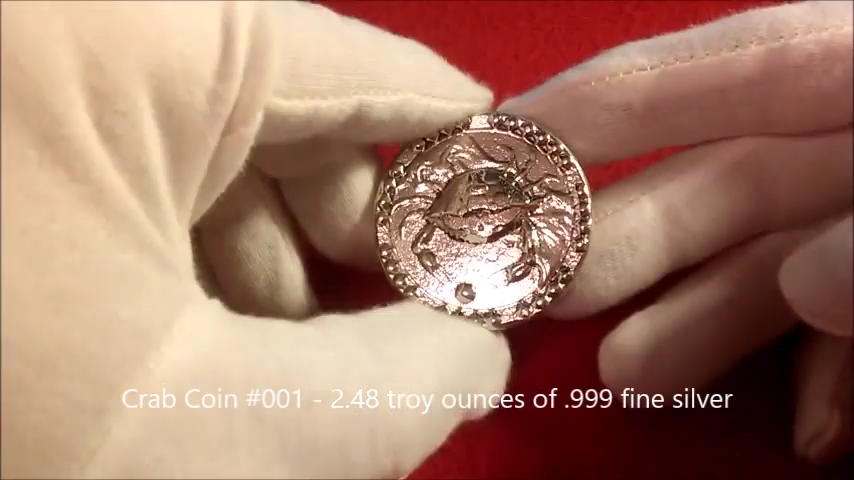 Crab Coin #001 - 2.48 troy ounces of .999 fine silver